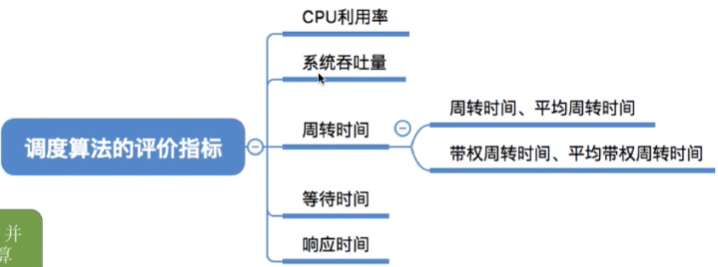 CPU利用率
系统吞吐量
调度算法的评价指标
周转时间
周转时间、平均周转时间
带权周转时间、平均带权周转时间
等待时间
响应时间
并
算